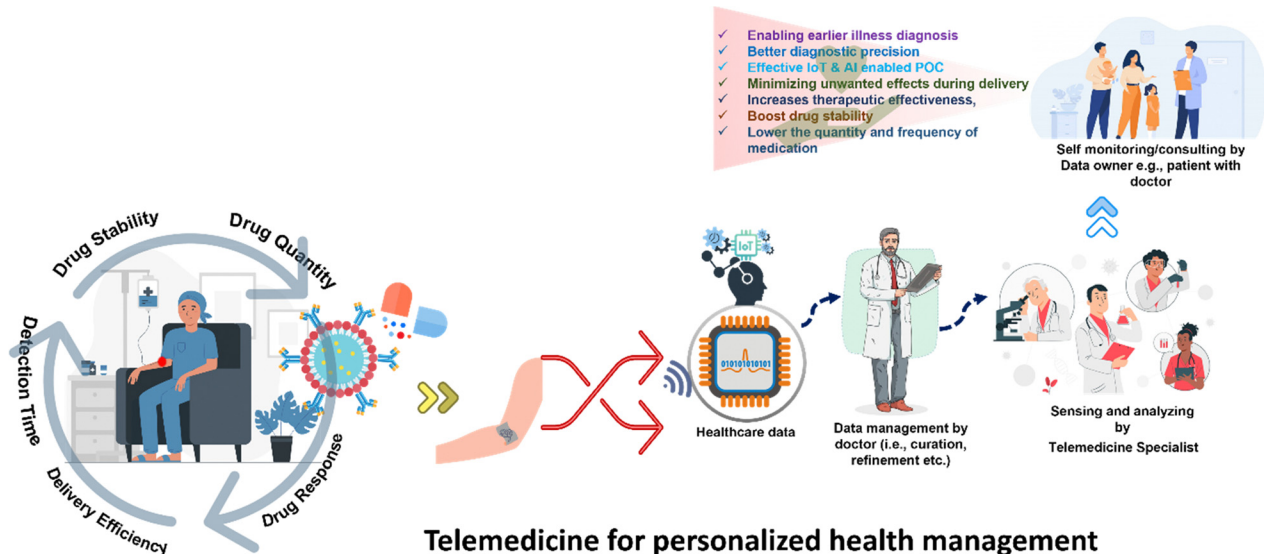 Enabling earlier illness diagnosis
Better diagnostic precision
Effective IoT & AI enabled POC
Minimizing unwanted effects during delivery
Increases therapeutic effectiveness,
Boost drug stability
Lower the quantity and frequency of
medication
Self monitoring/consulting by
Data owner e.g., patient with
doctor
Drug Stability
Drug Quantity
Detection Time
Delivery Efficiency
Drug Response
IoT
01010101010101
Healthcare data
Data management by
doctor (i.e., curation,
refinement etc.)
Sensing and analyzing
by
Telemedicine Specialist
Telemedicine for personalized health management